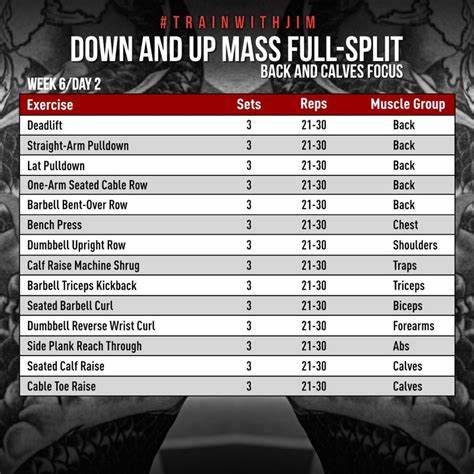 #TRAINWITHJIM
DOWN AND UP MASS FULL-SPLIT
BACK AND CALVES FOCUS
WEEK 6/DAY 2
Exercise Sets Reps Muscle Group
Deadlift 3 21-30 Back
Straight-Arm Pulldown 3 21-30 Back
Lat Pulldown 3 21-30 Back
One-Arm Seated Cable Row 3 21-30 Back
Barbell Bent-Over Row 3 21-30 Back
Bench Press 3 21-30 Chest
Dumbbell Upright Row 3 21-30 Shoulders
Calf Raise Machine Shrug 3 21-30 Traps
Barbell Triceps Kickback 3 21-30 Triceps
Seated Barbell Curl 3 21-30 Biceps
Dumbbell Reverse Wrist Curl 3 21-30 Forearms
Side Plank Reach Through 3 21-30 Abs
Seated Calf Raise 3 21-30 Calves
Cable Toe Raise 3 21-30 Calves